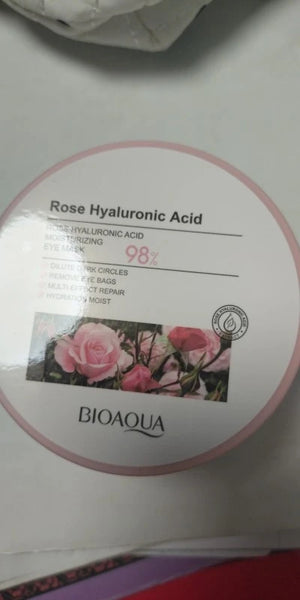 Rose Hyaluronic Acid
ROSE HYALURONIC ACID
MOISTURIZING
EYE MASK 98%
DILUTE DARK CIRCLES
REMOVE EYE BAGS
MULTI EFFECT REPAIR
HYDRATION MOIST
BIOAQUA